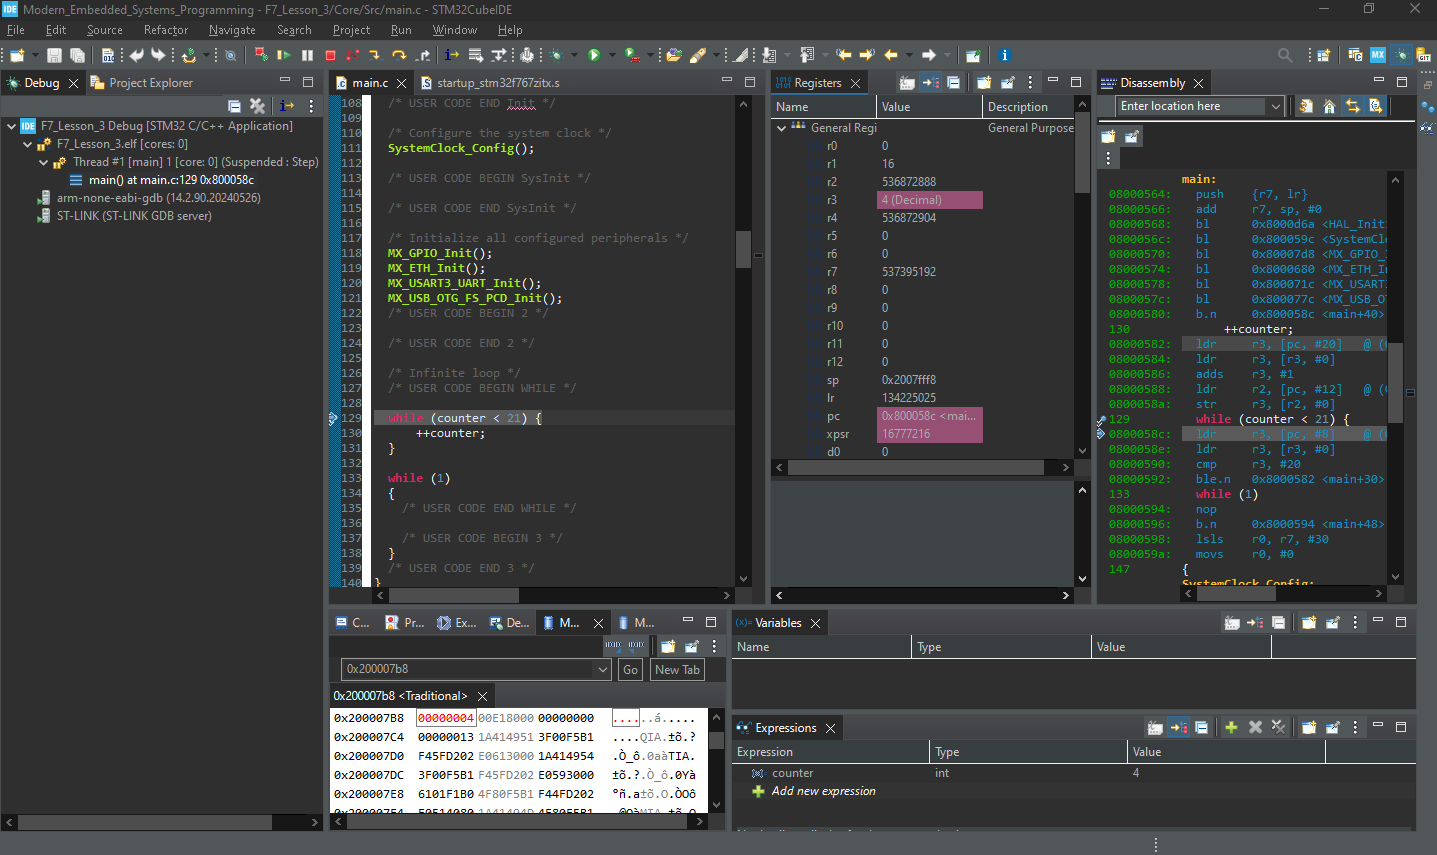 IDE Modern_Embedded_Systems_Programming - F7_Lesson_3/Core/Src/main.c - STM32CubeIDE
File Edit Source Refactor Navigate Search Project Run Window Help
Debug Project Explorer
F7_Lesson_3 Debug [STM32 C/C++ Application]
F7_Lesson_3.elf [cores: 0]
Thread #1 [main] 1 [core: 0] (Suspended : Step)
main() at main.c:129 0x800058c
arm-none-eabi-gdb (14.2.90.20240526)
ST-LINK (ST-LINK GDB server)
main.c startup_stm32f767zitx.s
108 /* USER CODE END Init */
109
110 /* Configure the system clock */
111 SystemClock_Config();
112
113 /* USER CODE BEGIN SysInit */
114
115 /* USER CODE END SysInit */
116
117 /* Initialize all configured peripherals */
118 MX_GPIO_Init();
119 MX_ETH_Init();
120 MX_USART3_UART_Init();
121 MX_USB_OTG_FS_PCD_Init();
122 /* USER CODE BEGIN 2 */
123
124 /* USER CODE END 2 */
125
126 /* Infinite loop */
127 /* USER CODE BEGIN WHILE */
128
129 while (counter < 21) {
130 ++counter;
131 }
132
133 while (1)
134 {
135 /* USER CODE END WHILE */
136
137 /* USER CODE BEGIN 3 */
138 }
139 /* USER CODE END 3 */
140 }
Registers
Name Value Description
General Regi General Purpose
r0 0
r1 16
r2 536872888
r3 4 (Decimal)
r4 536872904
r5 0
r6 0
r7 537395192
r8 0
r9 0
r10 0
r11 0
r12 0
sp 0x2007fff8
lr 134225025
pc 0x800058c <mai...
xpsr 16777216
d0 0
Disassembly
Enter location here
main:
08000564: push {r7, lr}
08000566: add r7, sp, #0
08000568: bl 0x8000d6a <HAL_Init
0800056c: bl 0x800059c <SystemCl
08000570: bl 0x80007d8 <MX_GPIO_
08000574: bl 0x8000680 <MX_ETH_I
08000578: bl 0x800071c <MX_USART
0800057c: bl 0x800077c <MX_USB_OT
08000580: b.n 0x800058c <main+40>
130 ++counter;
08000582: ldr r3, [pc, #20] @ (
08000584: ldr r3, [r3, #0]
08000586: adds r3, #1
08000588: ldr r2, [pc, #12] @ (
0800058a: str r3, [r2, #0]
129 while (counter < 21) {
0800058c: ldr r3, [pc, #8] @ (
0800058e: ldr r3, [r3, #0]
08000590: cmp r3, #20
08000592: ble.n 0x8000582 <main+30>
133 while (1)
08000594: nop
08000596: b.n 0x8000594 <main+48>
08000598: lsls r0, r7, #30
0800059a: movs r0, #0
147 {
SystemClock_Config:
C... Pr... Ex... De... M... M...
0x200007b8 Go New Tab
0x200007b8 <Traditional>
0x200007B8 00000004 00E18000 00000000 .....á.....
0x200007C4 00000013 1A414951 3F00F5B1 ....QIA.±õ.?
0x200007D0 F45FD202 E0613000 1A414954 .Ò_ô.0aàTIA.
0x200007DC 3F00F5B1 F45FD202 E0593000 ±õ.?.Ò_ô.0Yà
0x200007E8 6101F1B0 4F80F5B1 F44FD202 °ñ.a±õ.O.ÒOô
Variables
Name Type Value
Expressions
Expression Type Value
counter int 4
Add new expression